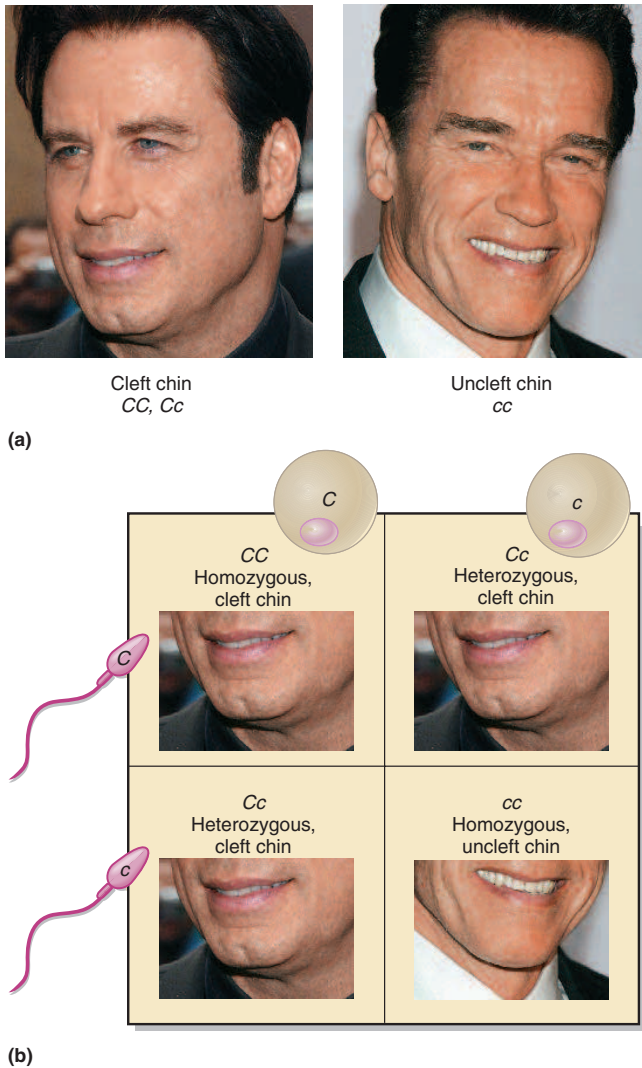 Cleft chin
CC, Cc
Uncleft chin
cc
(a)
C
c
CC
Homozygous,
cleft chin
Cc
Heterozygous,
cleft chin
C
Cc
Heterozygous,
cleft chin
cc
Homozygous,
uncleft chin
c
(b)